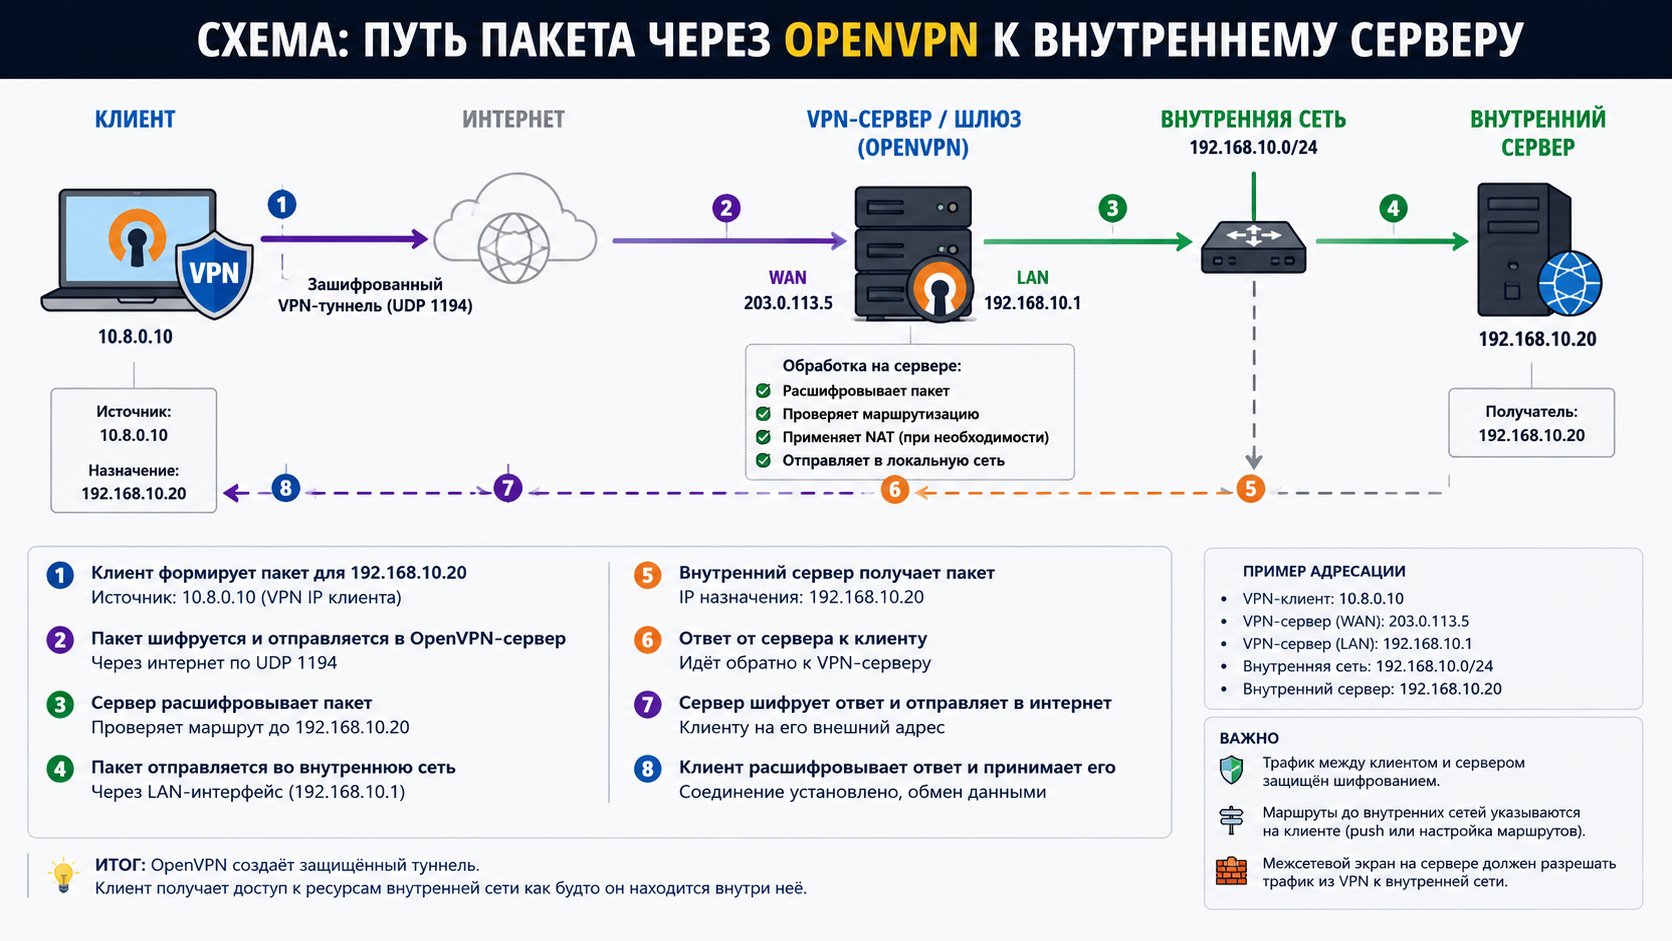 СХЕМА: ПУТЬ ПАКЕТА ЧЕРЕЗ OPENVPN К ВНУТРЕННЕМУ СЕРВЕРУ
КЛИЕНТ
ИНТЕРНЕТ
VPN-СЕРВЕР / ШЛЮЗ
(OPENVPN)
ВНУТРЕННЯЯ СЕТЬ
192.168.10.0/24
ВНУТРЕННИЙ
СЕРВЕР
1
2
3
4
VPN
Зашифрованный
VPN-туннель (UDP 1194)
WAN
203.0.113.5
LAN
192.168.10.1
10.8.0.10
192.168.10.20
Источник:
10.8.0.10
Назначение:
192.168.10.20
Обработка на сервере:
Расшифровывает пакет
Проверяет маршрутизацию
Применяет NAT (при необходимости)
Отправляет в локальную сеть
Получатель:
192.168.10.20
8
7
6
5
1 Клиент формирует пакет для 192.168.10.20
Источник: 10.8.0.10 (VPN IP клиента)
2 Пакет шифруется и отправляется в OpenVPN-сервер
Через интернет по UDP 1194
3 Сервер расшифровывает пакет
Проверяет маршрут до 192.168.10.20
4 Пакет отправляется во внутреннюю сеть
Через LAN-интерфейс (192.168.10.1)
5 Внутренний сервер получает пакет
IP назначения: 192.168.10.20
6 Ответ от сервера к клиенту
Идёт обратно к VPN-серверу
7 Сервер шифрует ответ и отправляет в интернет
Клиенту на его внешний адрес
8 Клиент расшифровывает ответ и принимает его
Соединение установлено, обмен данными
ПРИМЕР АДРЕСАЦИИ
• VPN-клиент: 10.8.0.10
• VPN-сервер (WAN): 203.0.113.5
• VPN-сервер (LAN): 192.168.10.1
• Внутренняя сеть: 192.168.10.0/24
• Внутренний сервер: 192.168.10.20
ВАЖНО
Трафик между клиентом и сервером
защищён шифрованием.
Маршруты до внутренних сетей указываются
на клиенте (push или настройка маршрутов).
Межсетевой экран на сервере должен разрешать
трафик из VPN к внутренней сети.
ИТОГ: OpenVPN создаёт защищённый туннель.
Клиент получает доступ к ресурсам внутренней сети как будто он находится внутри неё.